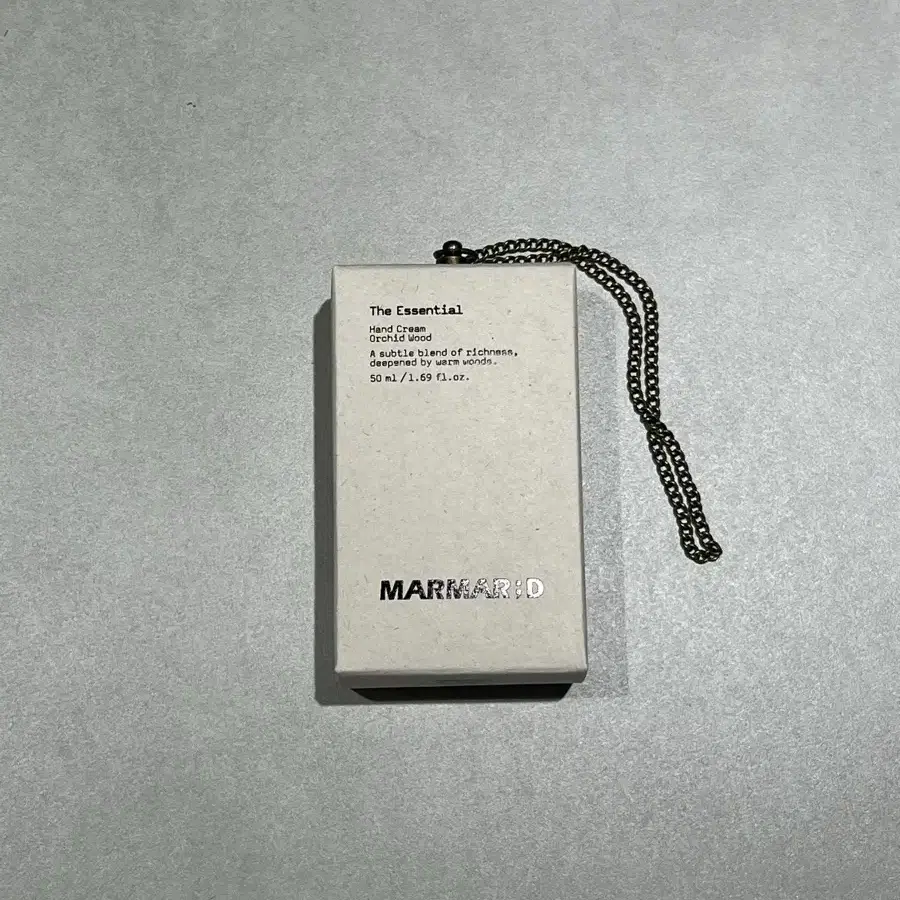 The Essential
Hand Cream
Orchid Wood
A subtle blend of richness,
deepened by warm woods.
50 ml / 1.69 fl.oz.
MARMAR;D